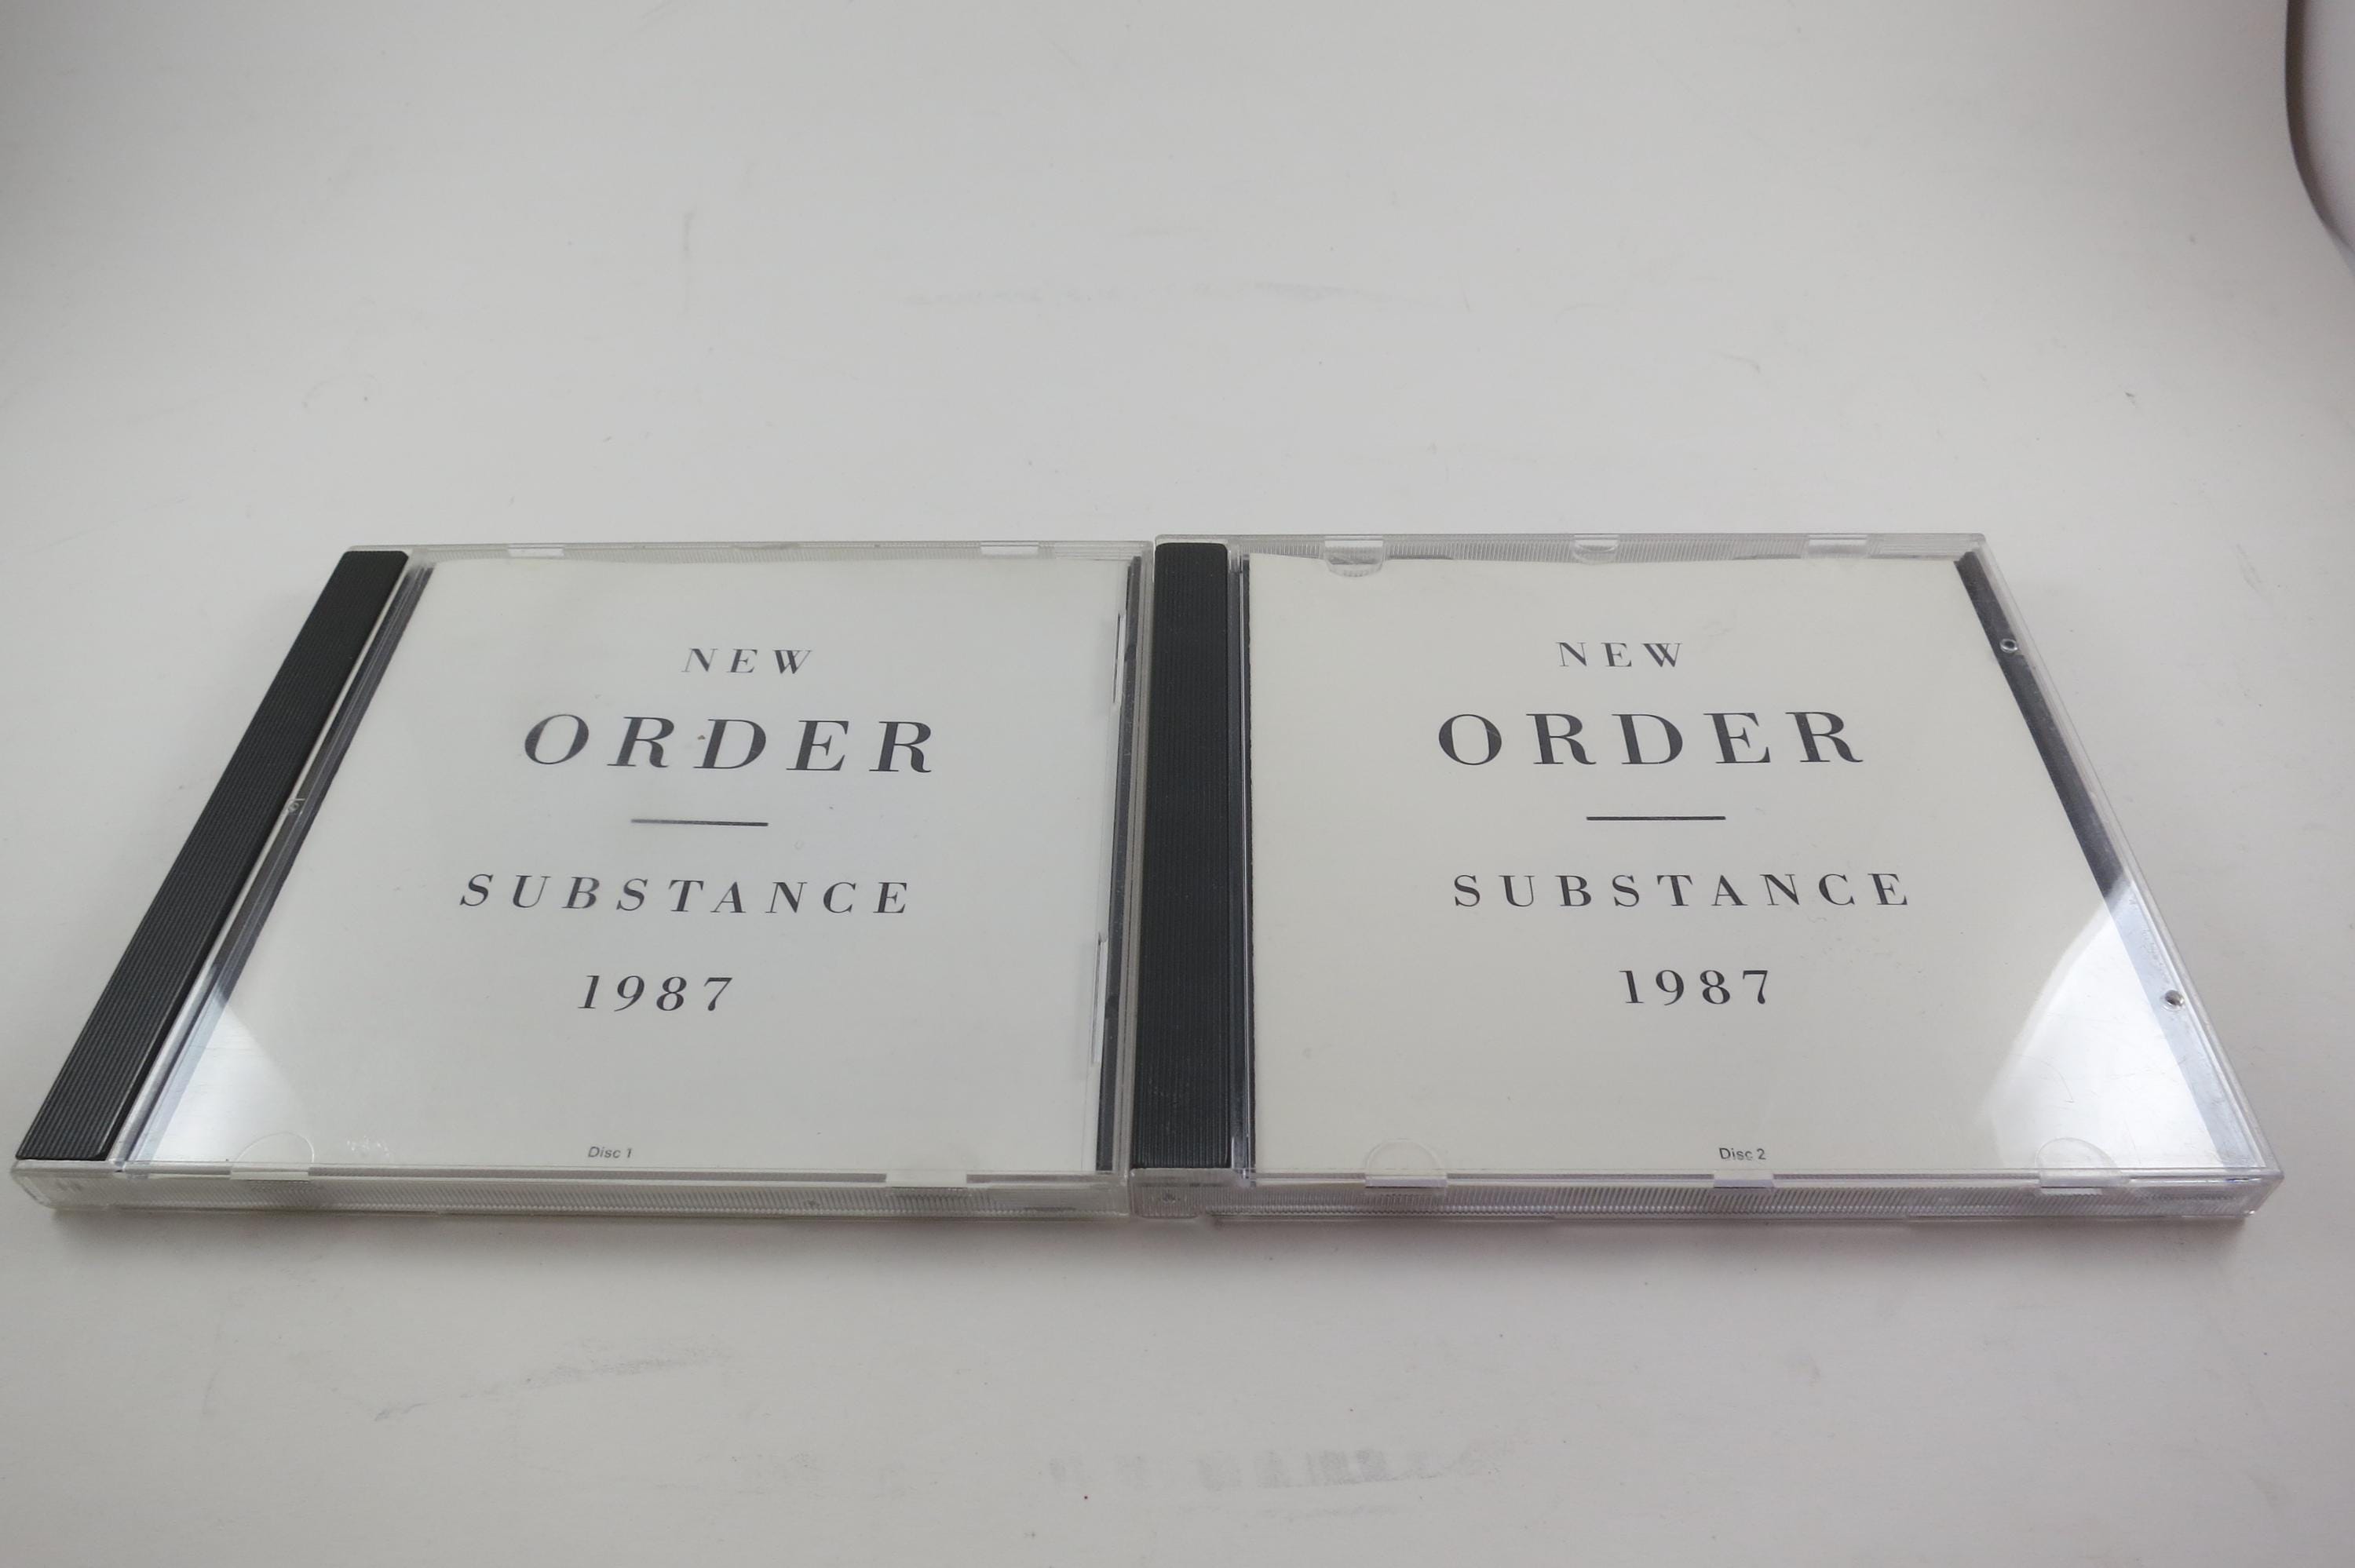 NEW
ORDER
SUBSTANCE
1987
Disc 1
NEW
ORDER
SUBSTANCE
1987
Disc 2